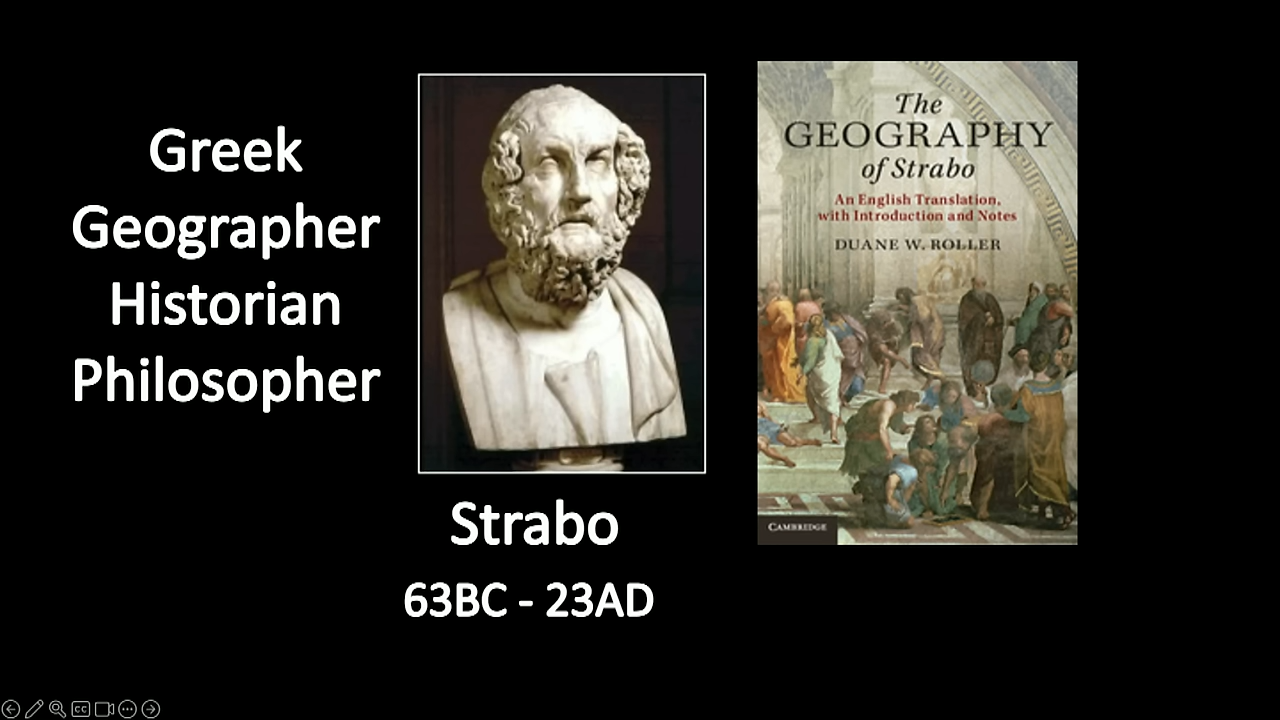 Greek
Geographer
Historian
Philosopher
Strabo
63BC - 23AD
The
GEOGRAPHY
of Strabo
An English Translation,
with Introduction and Notes
DUANE W. ROLLER
CAMBRIDGE
CC